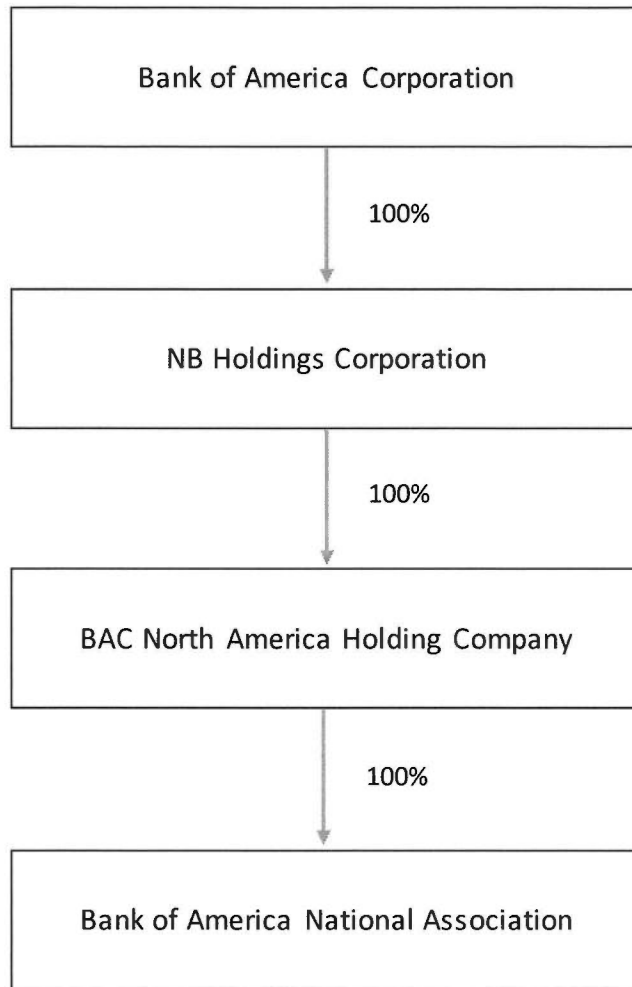 Bank of America Corporation
100%
NB Holdings Corporation
100%
BAC North America Holding Company
100%
Bank of America National Association